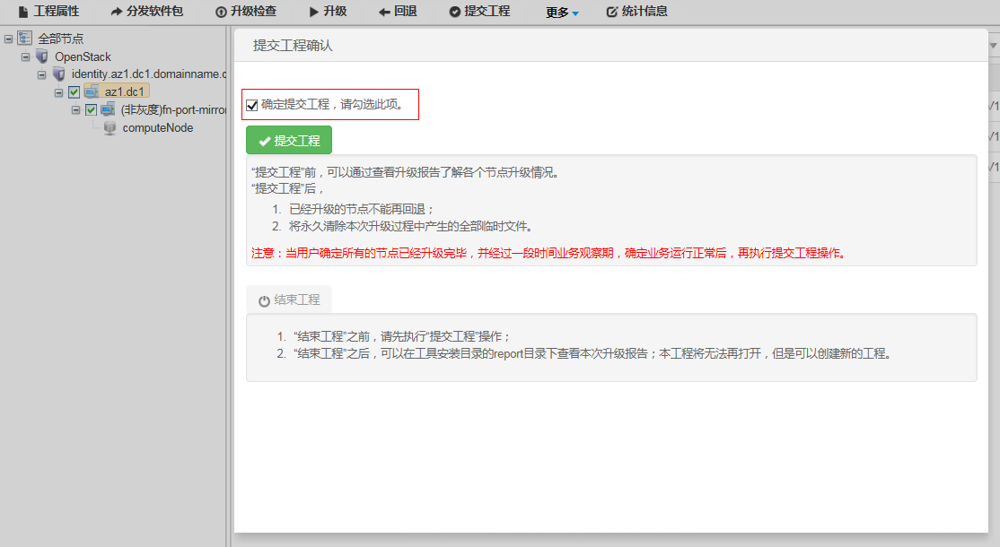 工程属性 分发软件包 升级检查 升级 回退 提交工程 更多 统计信息
全部节点
OpenStack
identity.az1.dc1.domainname.c
az1.dc1
(非灰度)fn-port-mirror
computeNode
提交工程确认
确定提交工程，请勾选此项。
提交工程
“提交工程”前，可以通过查看升级报告了解各个节点升级情况。
“提交工程”后，
1. 已经升级的节点不能再回退；
2. 将永久清除本次升级过程中产生的全部临时文件。
注意：当用户确定所有的节点已经升级完毕，并经过一段时间业务观察期，确定业务运行正常后，再执行提交工程操作。
结束工程
1. “结束工程”之前，请先执行“提交工程”操作；
2. “结束工程”之后，可以在工具安装目录的report目录下查看本次升级报告；本工程将无法再打开，但是可以创建新的工程。
/1
/1
/1